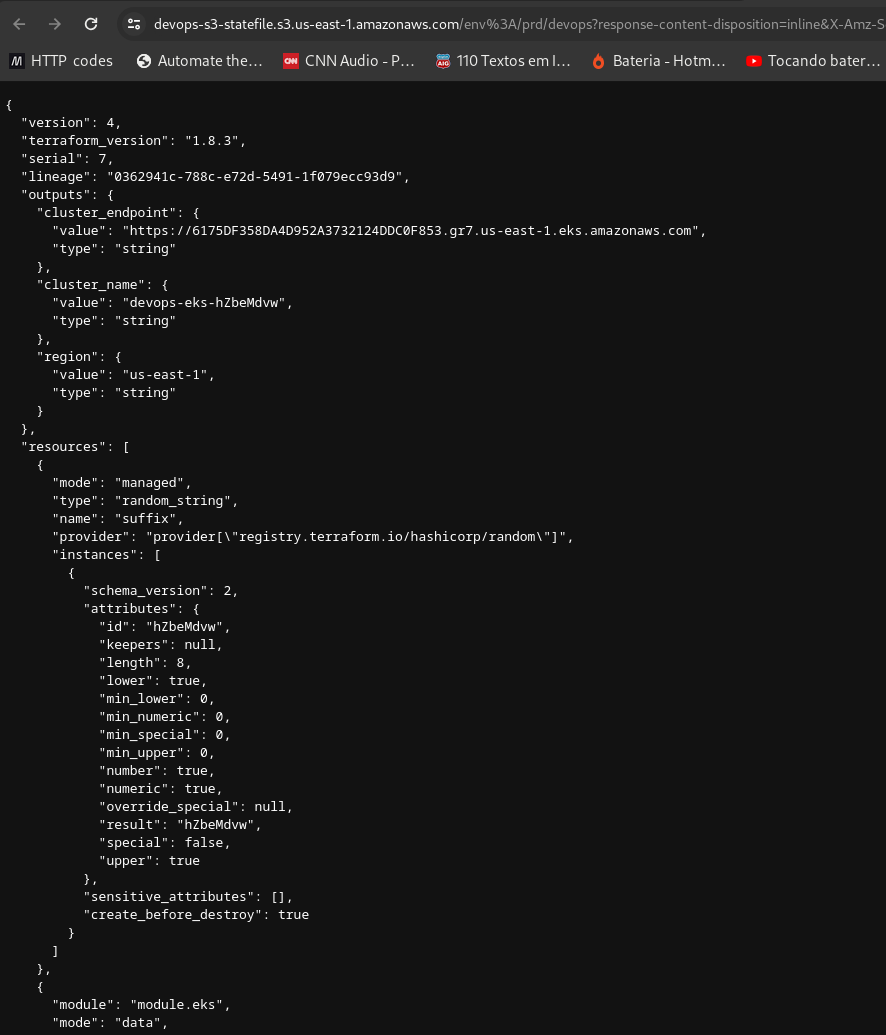 devops-s3-statefile.s3.us-east-1.amazonaws.com/env%3A/prd/devops?response-content-disposition=inline&X-Amz-S
M HTTP codes Automate the… CNN CNN Audio - P… AIG 110 Textos em I… Bateria - Hotm… Tocando bater…
{
  "version": 4,
  "terraform_version": "1.8.3",
  "serial": 7,
  "lineage": "0362941c-788c-e72d-5491-1f079ecc93d9",
  "outputs": {
    "cluster_endpoint": {
      "value": "https://6175DF358DA4D952A3732124DDC0F853.gr7.us-east-1.eks.amazonaws.com",
      "type": "string"
    },
    "cluster_name": {
      "value": "devops-eks-hZbeMdvw",
      "type": "string"
    },
    "region": {
      "value": "us-east-1",
      "type": "string"
    }
  },
  "resources": [
    {
      "mode": "managed",
      "type": "random_string",
      "name": "suffix",
      "provider": "provider[\"registry.terraform.io/hashicorp/random\"]",
      "instances": [
        {
          "schema_version": 2,
          "attributes": {
            "id": "hZbeMdvw",
            "keepers": null,
            "length": 8,
            "lower": true,
            "min_lower": 0,
            "min_numeric": 0,
            "min_special": 0,
            "min_upper": 0,
            "number": true,
            "numeric": true,
            "override_special": null,
            "result": "hZbeMdvw",
            "special": false,
            "upper": true
          },
          "sensitive_attributes": [],
          "create_before_destroy": true
        }
      ]
    },
    {
      "module": "module.eks",
      "mode": "data",